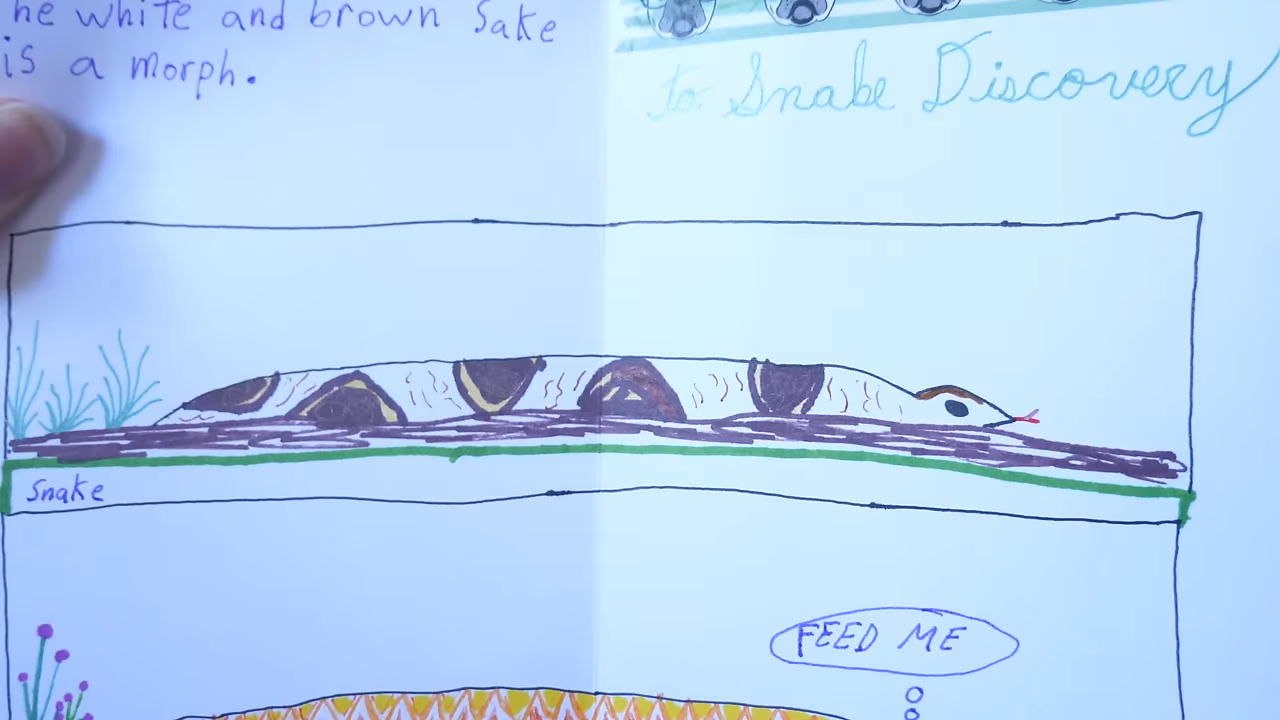 he white and brown Sake
is a morph.
to: Snake Discovery
Snake
FEED ME